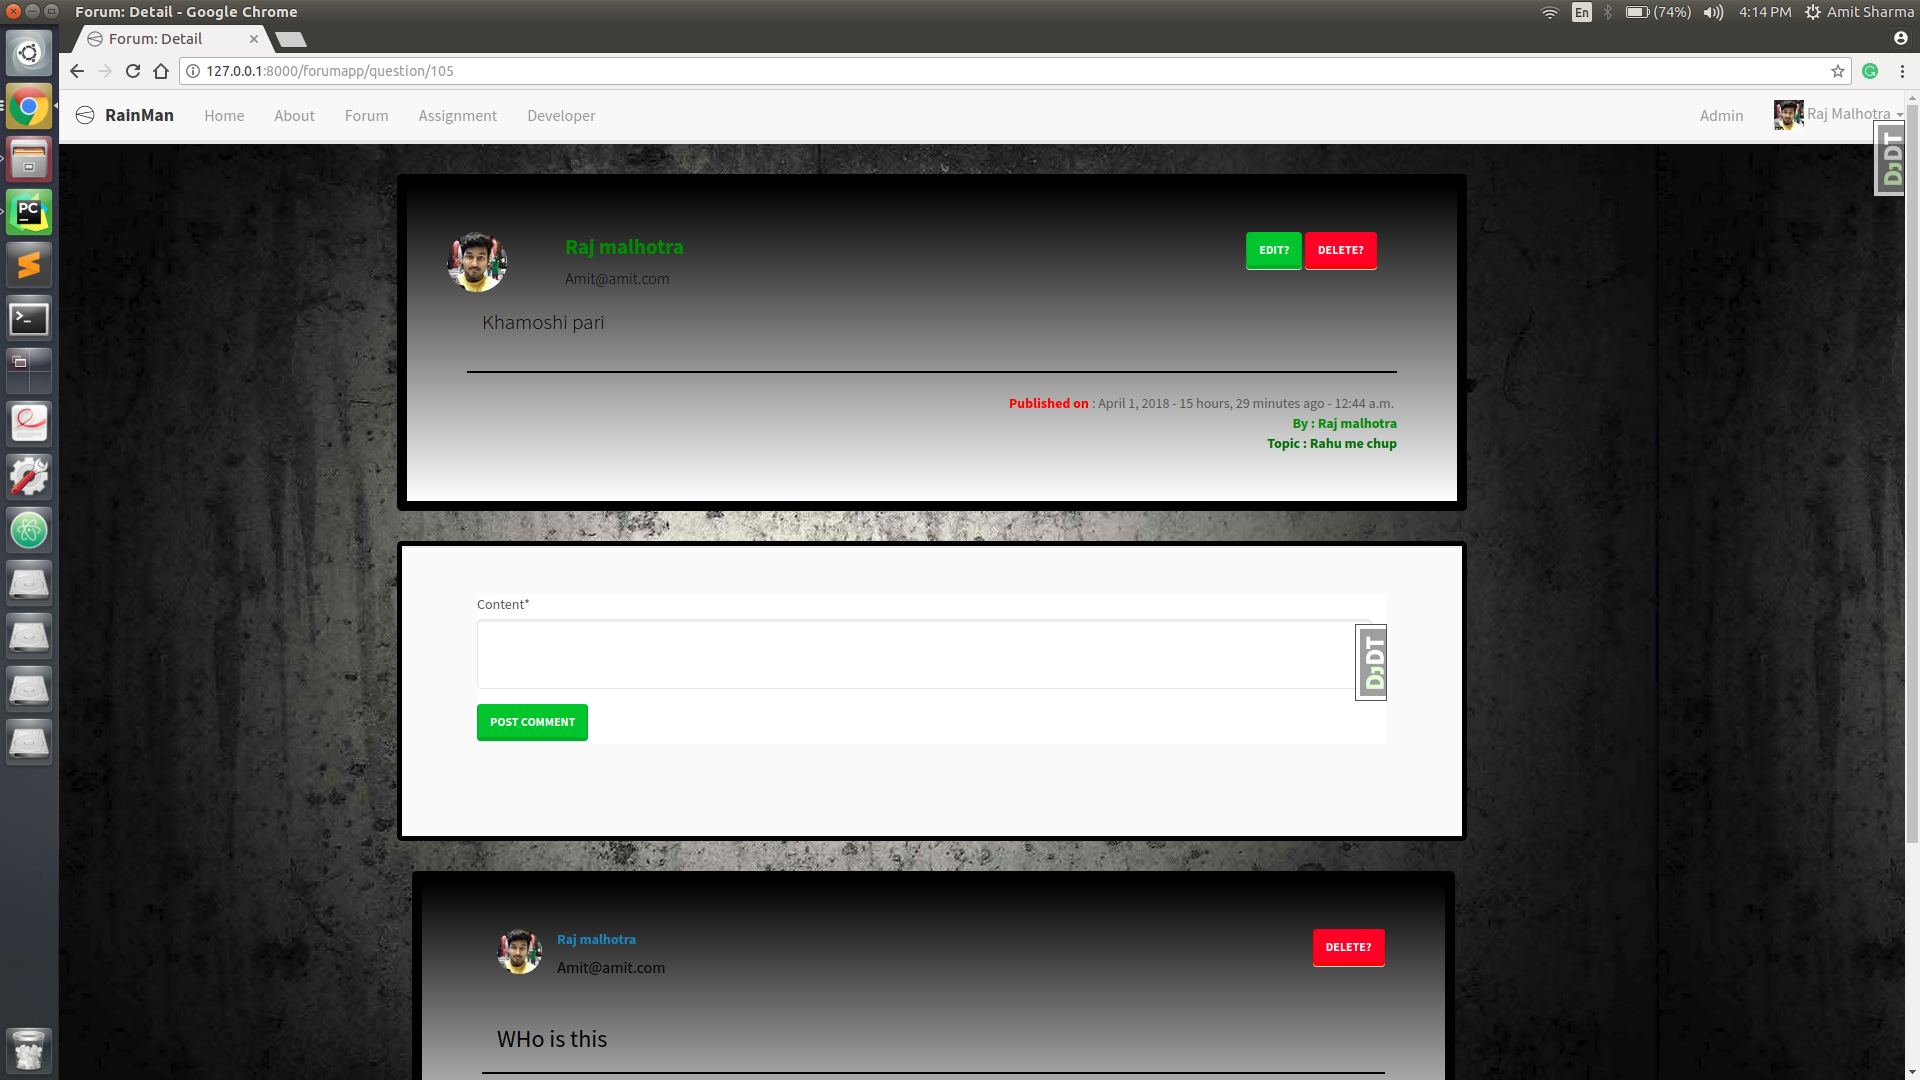 Forum: Detail - Google Chrome
En
(74%)
4:14 PM
Amit Sharma
Forum: Detail
127.0.0.1:8000/forumapp/question/105
RainMan
Home
About
Forum
Assignment
Developer
Admin
Raj Malhotra
DjDT
Raj malhotra
Amit@amit.com
EDIT?
DELETE?
Khamoshi pari
Published on : April 1, 2018 - 15 hours, 29 minutes ago - 12:44 a.m.
By : Raj malhotra
Topic : Rahu me chup
Content*
DjDT
POST COMMENT
Raj malhotra
Amit@amit.com
DELETE?
WHo is this
PC
>_